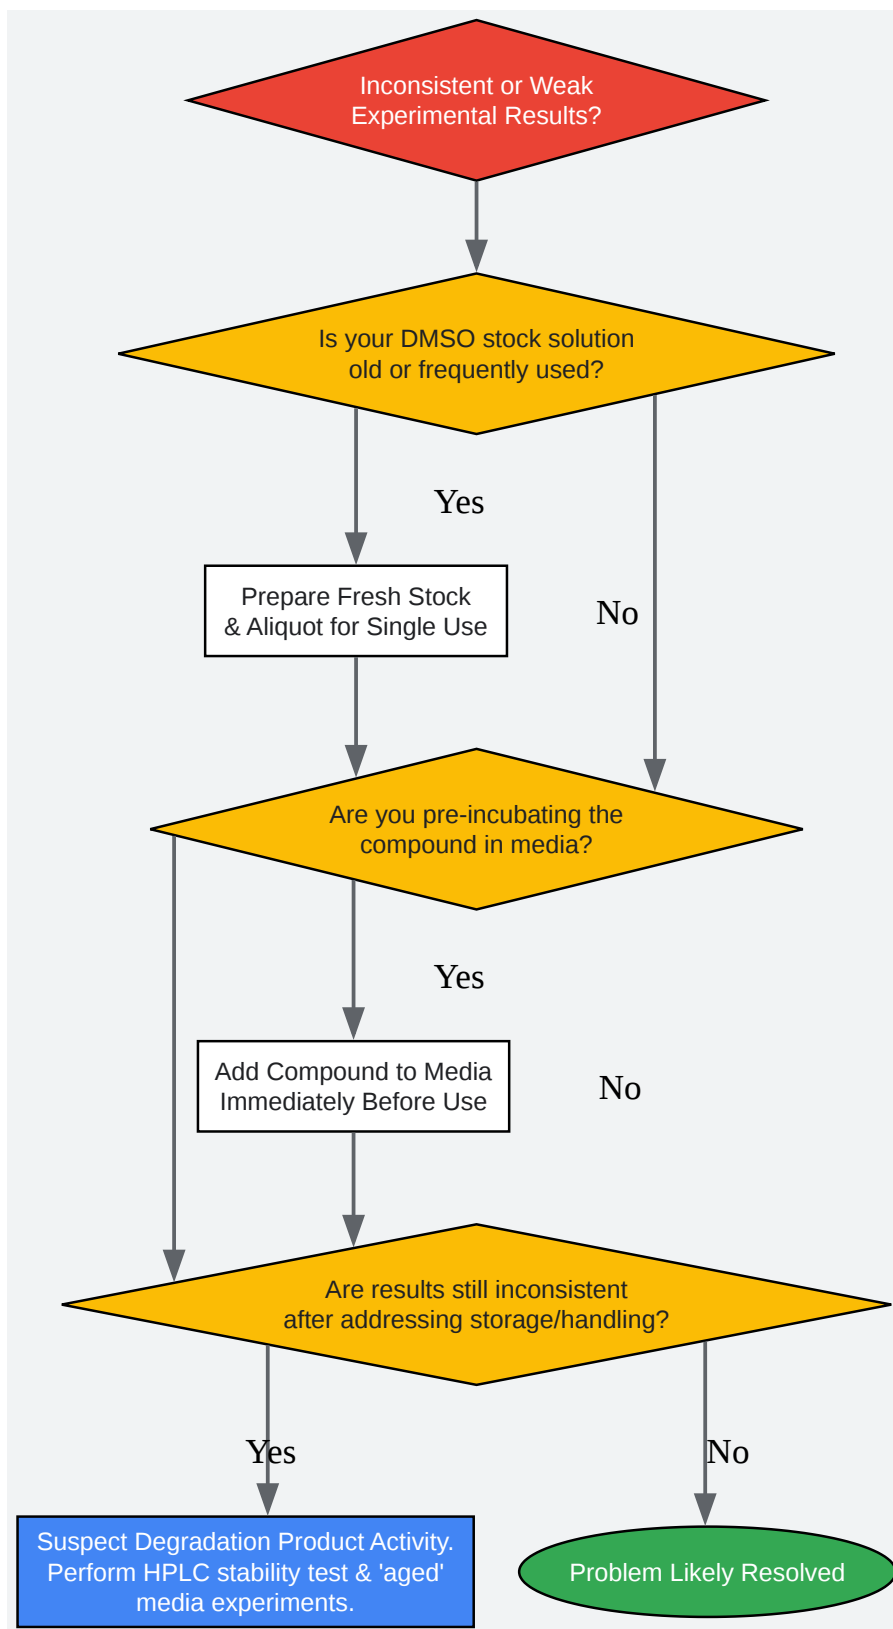 Inconsistent or Weak
Experimental Results?
Is your DMSO stock solution
old or frequently used?
Yes
Prepare Fresh Stock
& Aliquot for Single Use
No
Are you pre-incubating the
compound in media?
Yes
Add Compound to Media
Immediately Before Use
No
Are results still inconsistent
after addressing storage/handling?
Yes
No
Suspect Degradation Product Activity.
Perform HPLC stability test & 'aged'
media experiments.
Problem Likely Resolved